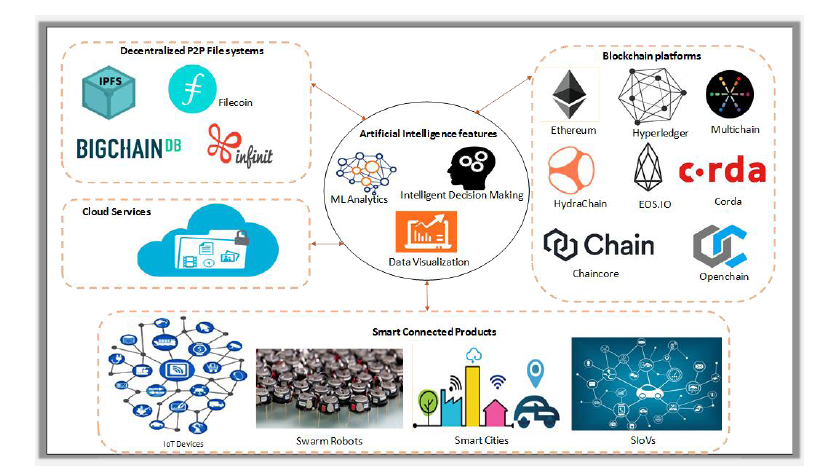 Decentralized P2P File systems
IPFS
Filecoin
BIGCHAIN DB
infinit
Cloud Services
Artificial Intelligence features
ML Analytics
Intelligent Decision Making
Data Visualization
Blockchain platforms
Ethereum
Hyperledger
Multichain
HydraChain
EOS.IO
c·rda
Corda
Chain
Chaincore
Openchain
Smart Connected Products
IoT Devices
Swarm Robots
Smart Cities
SIoVs